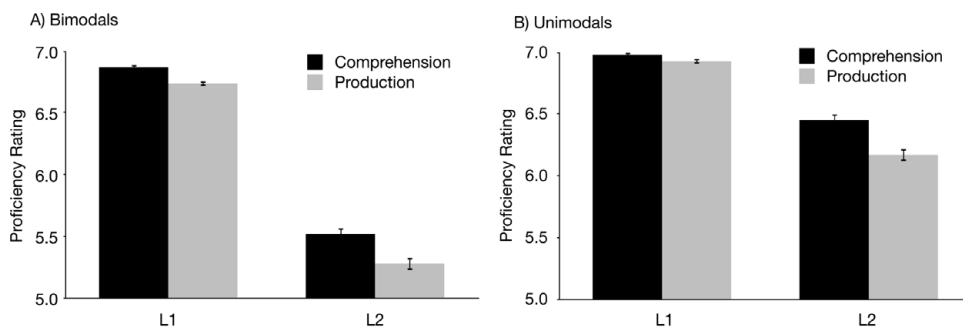 A) Bimodals
7.0
6.5
6.0
5.5
5.0
Proficiency Rating
Comprehension
Production
L1
L2
B) Unimodals
7.0
6.5
6.0
5.5
5.0
Proficiency Rating
Comprehension
Production
L1
L2